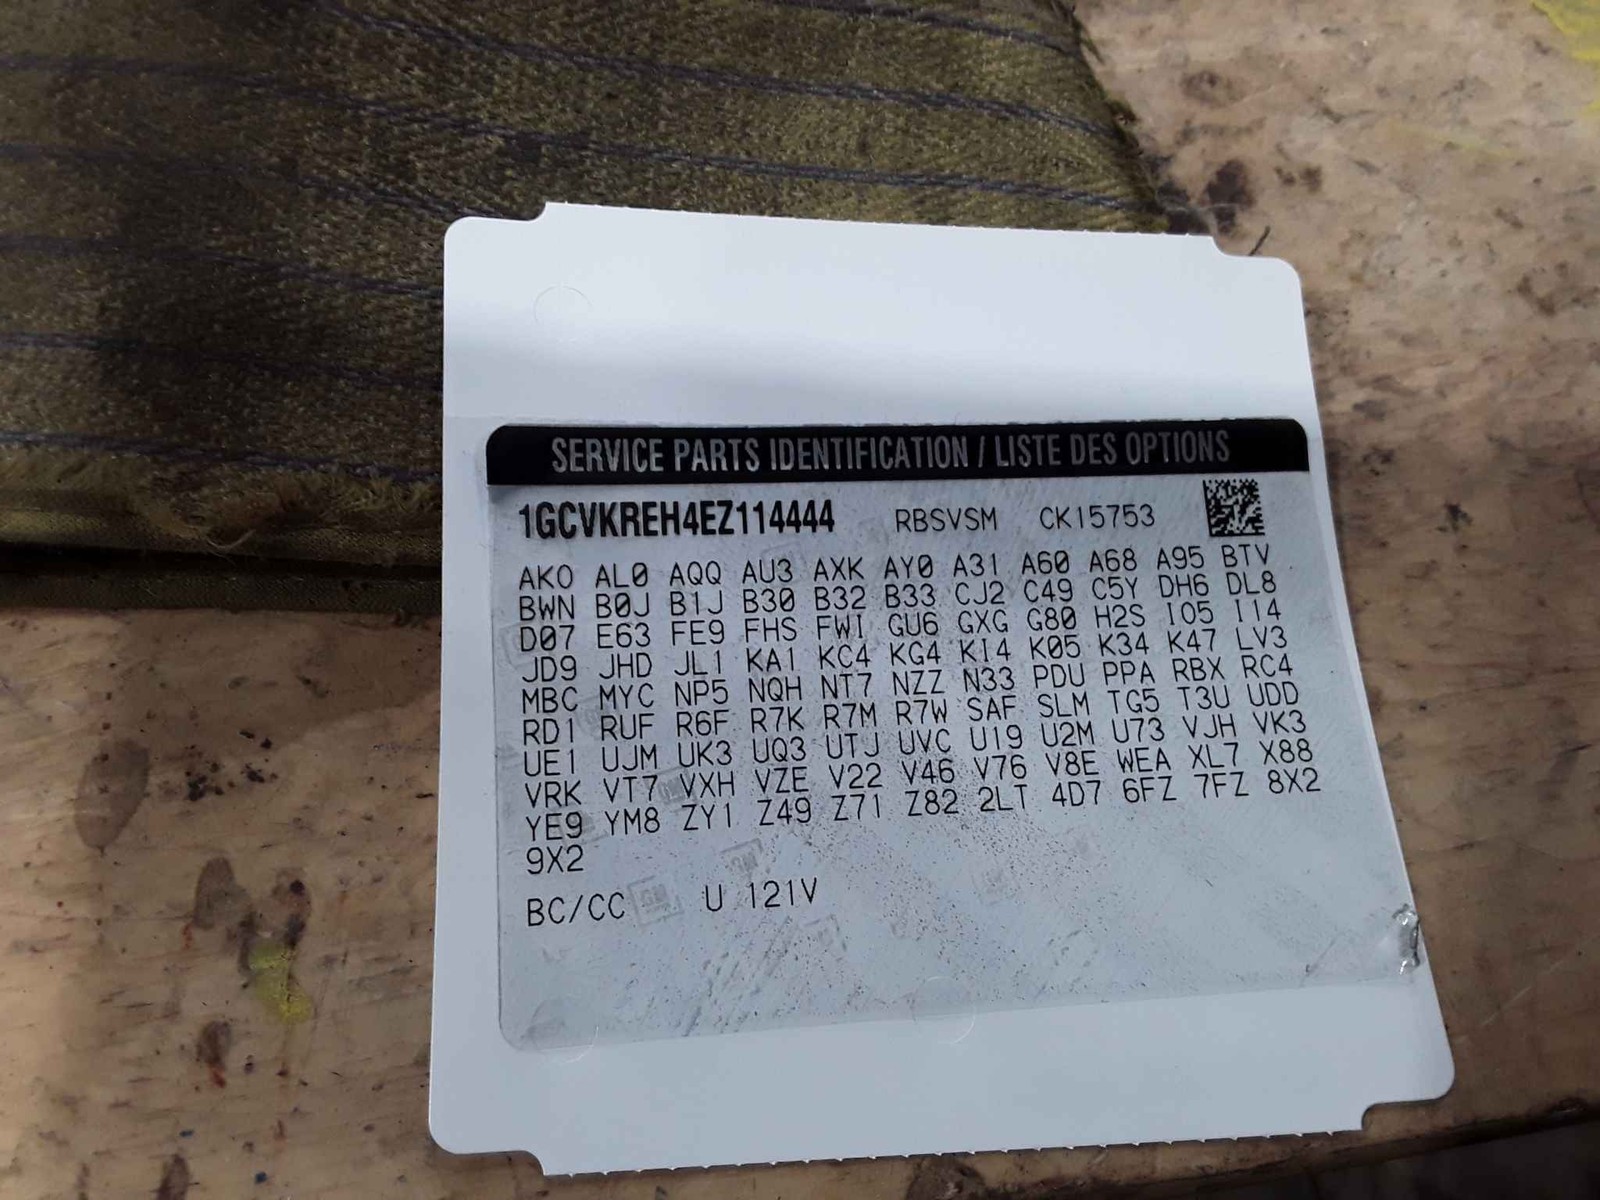 SERVICE PARTS IDENTIFICATION / LISTE DES OPTIONS
1GCVKREH4EZ114444 RBSVSM CK15753
AKO AL0 AQQ AU3 AXK AY0 A31 A60 A68 A95 BTV
BWN B0J B1J B30 B32 B33 CJ2 C49 C5Y DH6 DL8
D07 E63 FE9 FHS FWI GU6 GXG G80 H2S IO5 I14
JD9 JHD JL1 KA1 KC4 KG4 KI4 K05 K34 K47 LV3
MBC MYC NP5 NQH NT7 NZZ N33 PDU PPA RBX RC4
RD1 RUF R6F R7K R7M R7W SAF SLM TG5 T3U UDD
UE1 UJM UK3 UQ3 UTJ UVC U19 U2M U73 VJH VK3
VRK VT7 VXH VZE V22 V46 V76 V8E WEA XL7 X88
YE9 YM8 ZY1 Z49 Z71 Z82 2LT 4D7 6FZ 7FZ 8X2
9X2
BC/CC U 121V